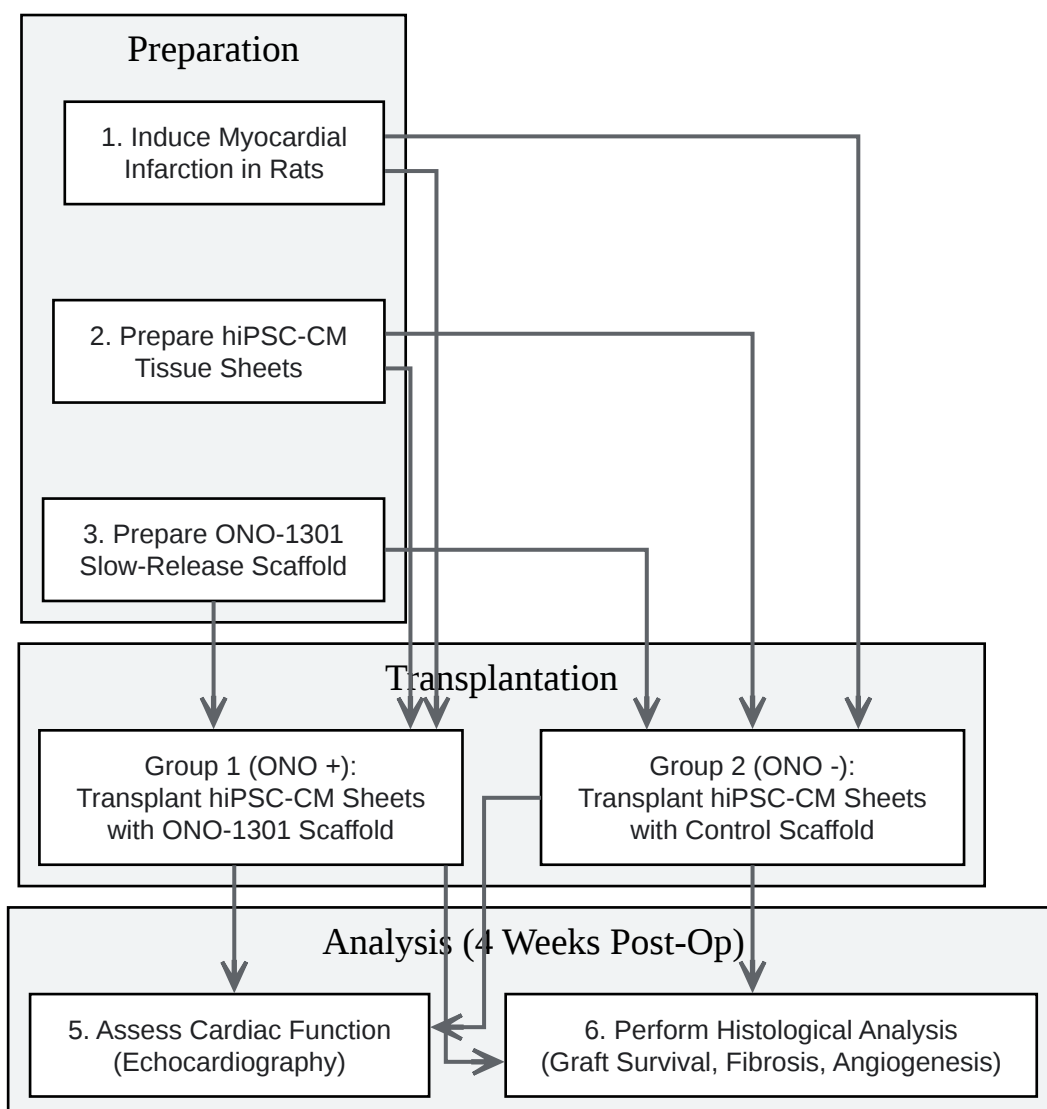 Preparation
1. Induce Myocardial
Infarction in Rats
2. Prepare hiPSC-CM
Tissue Sheets
3. Prepare ONO-1301
Slow-Release Scaffold
Transplantation
Group 1 (ONO +):
Transplant hiPSC-CM Sheets
with ONO-1301 Scaffold
Group 2 (ONO -):
Transplant hiPSC-CM Sheets
with Control Scaffold
Analysis (4 Weeks Post-Op)
5. Assess Cardiac Function
(Echocardiography)
6. Perform Histological Analysis
(Graft Survival, Fibrosis, Angiogenesis)